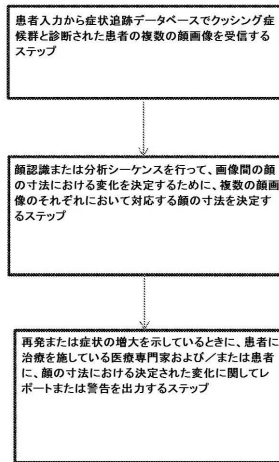 患者入力から症状追跡データベースでクッシング症
候群と診断された患者の複数の顔画像を受信する
ステップ
顔認識または分析シーケンスを行って、画像間の顔
の寸法における変化を決定するために、複数の顔画
像のそれぞれにおいて対応する顔の寸法を決定す
るステップ
再発または症状の増大を示しているときに、患者に
治療を施している医療専門家および/または患者
に、顔の寸法における決定された変化に関してレ
ポートまたは警告を出力するステップ